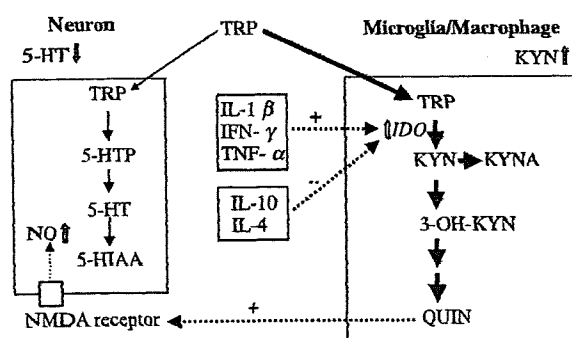 Neuron
TRP
Microglia/Macrophage
5-HT⇓
KYN⇑
TRP
5-HTP
5-HT
NO⇑
5-HIAA
NMDA receptor
IL-1 β
IFN- γ
TNF- α
+
IL-10
IL-4
--
TRP
⇑IDO
KYN
KYNA
3-OH-KYN
QUIN
+